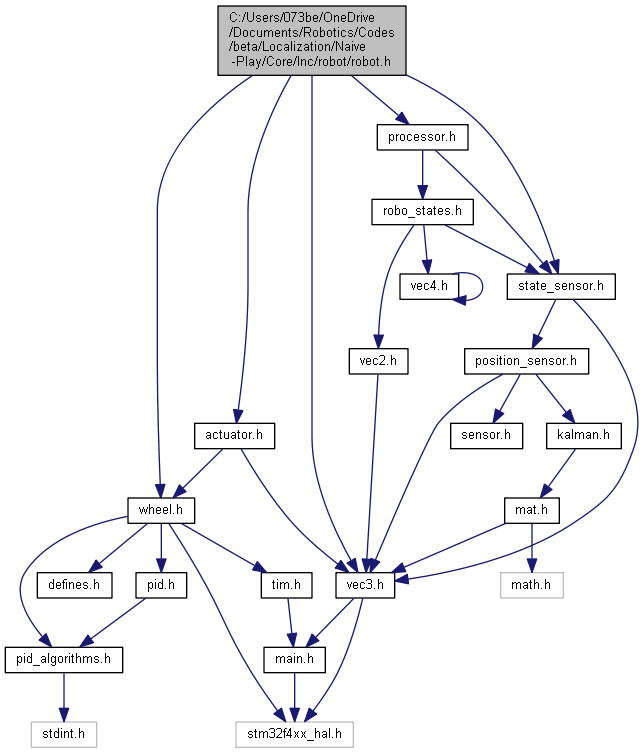 C:/Users/073be/OneDrive
/Documents/Robotics/Codes
/beta/Localization/Naive
-Play/Core/Inc/robot/robot.h
processor.h
robo_states.h
vec4.h
state_sensor.h
vec2.h
position_sensor.h
actuator.h
sensor.h
kalman.h
wheel.h
mat.h
defines.h
pid.h
tim.h
vec3.h
math.h
pid_algorithms.h
main.h
stdint.h
stm32f4xx_hal.h